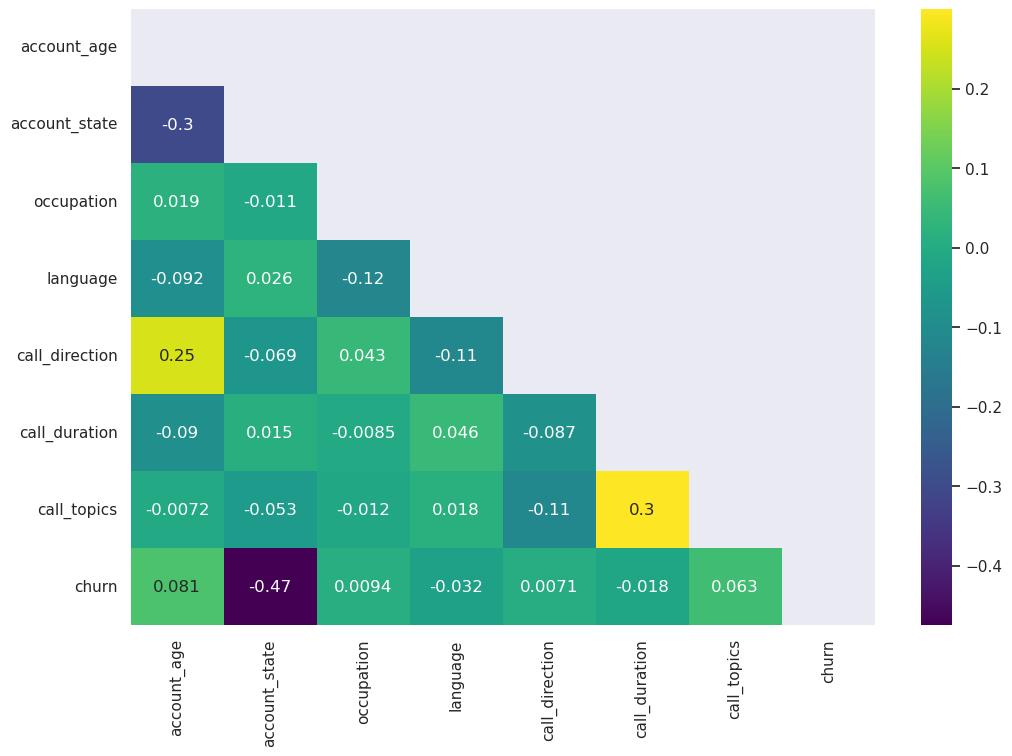 account_age
account_state -0.3
occupation 0.019 -0.011
language -0.092 0.026 -0.12
call_direction 0.25 -0.069 0.043 -0.11
call_duration -0.09 0.015 -0.0085 0.046 -0.087
call_topics -0.0072 -0.053 -0.012 0.018 -0.11 0.3
churn 0.081 -0.47 0.0094 -0.032 0.0071 -0.018 0.063
account_age account_state occupation language call_direction call_duration call_topics churn
0.2
0.1
0.0
−0.1
−0.2
−0.3
−0.4